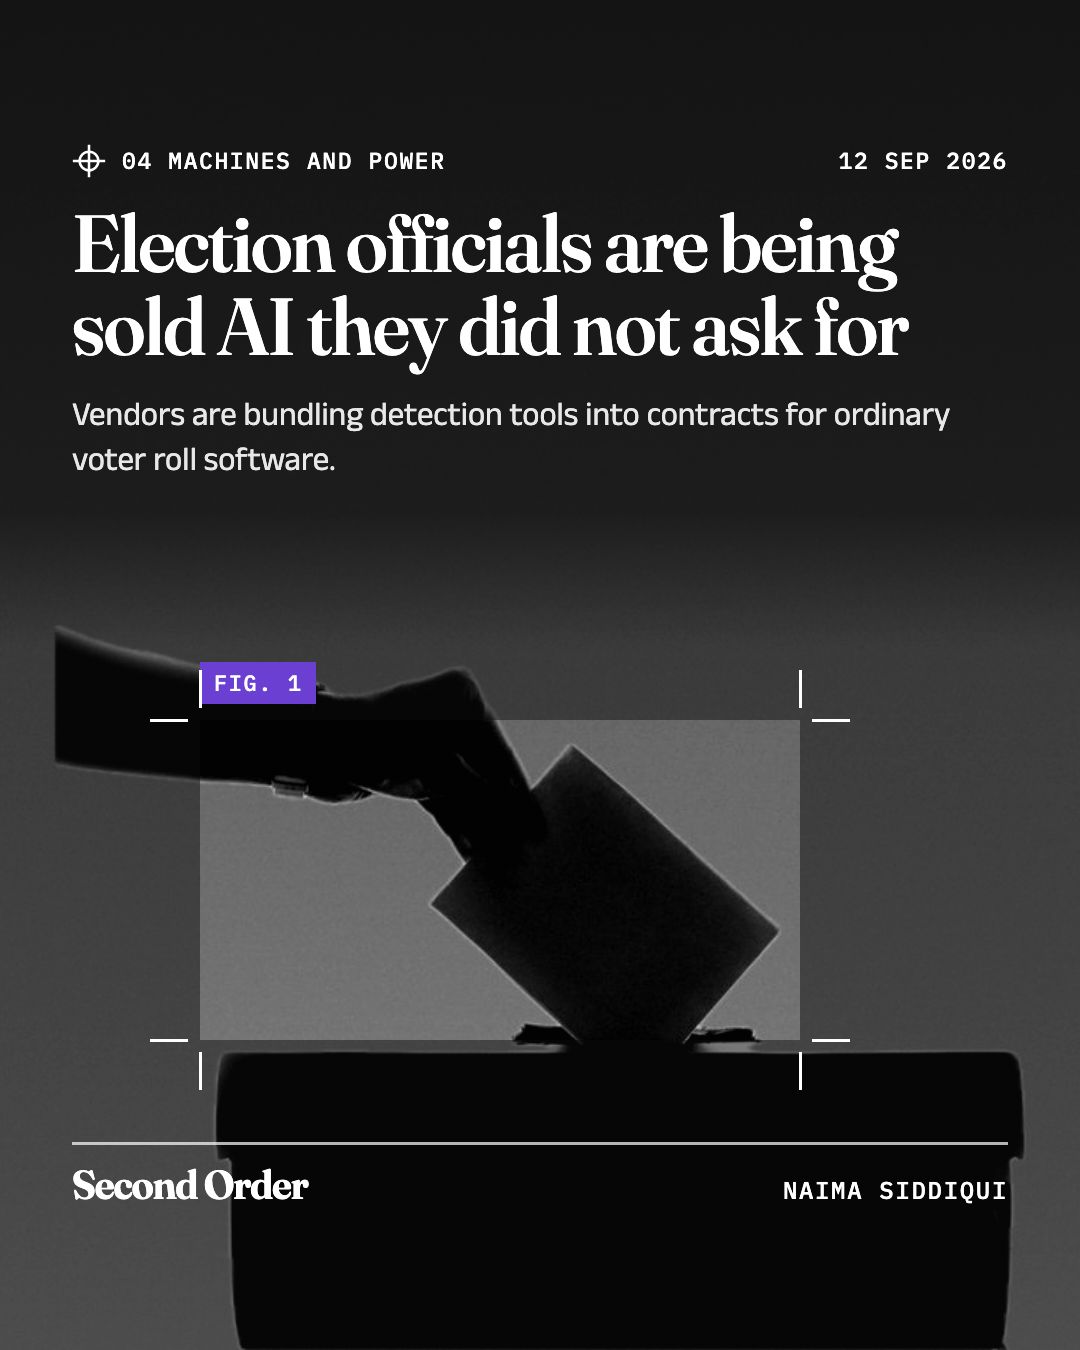 04 MACHINES AND POWER
12 SEP 2026
Election officials are being
sold AI they did not ask for
Vendors are bundling detection tools into contracts for ordinary
voter roll software.
FIG. 1
Second Order
NAIMA SIDDIQUI